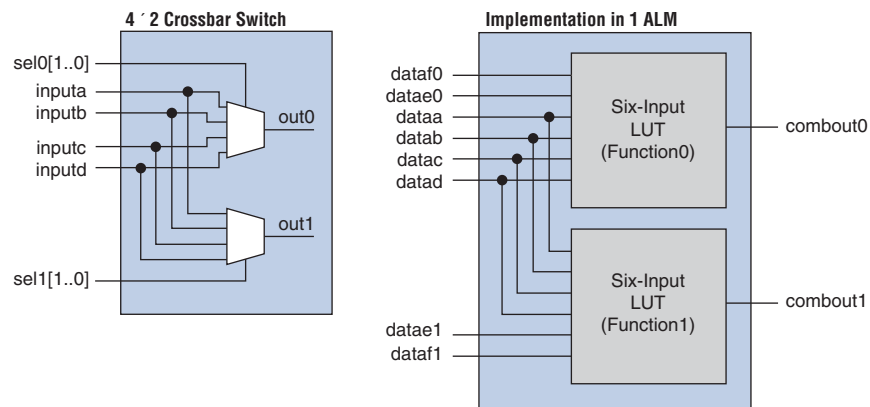 4 ´ 2 Crossbar Switch
sel0[1..0]
inputa
inputb
inputc
inputd
out0
out1
sel1[1..0]
Implementation in 1 ALM
dataf0
datae0
dataa
datab
datac
datad
Six-Input
LUT
(Function0)
combout0
Six-Input
LUT
(Function1)
combout1
datae1
dataf1